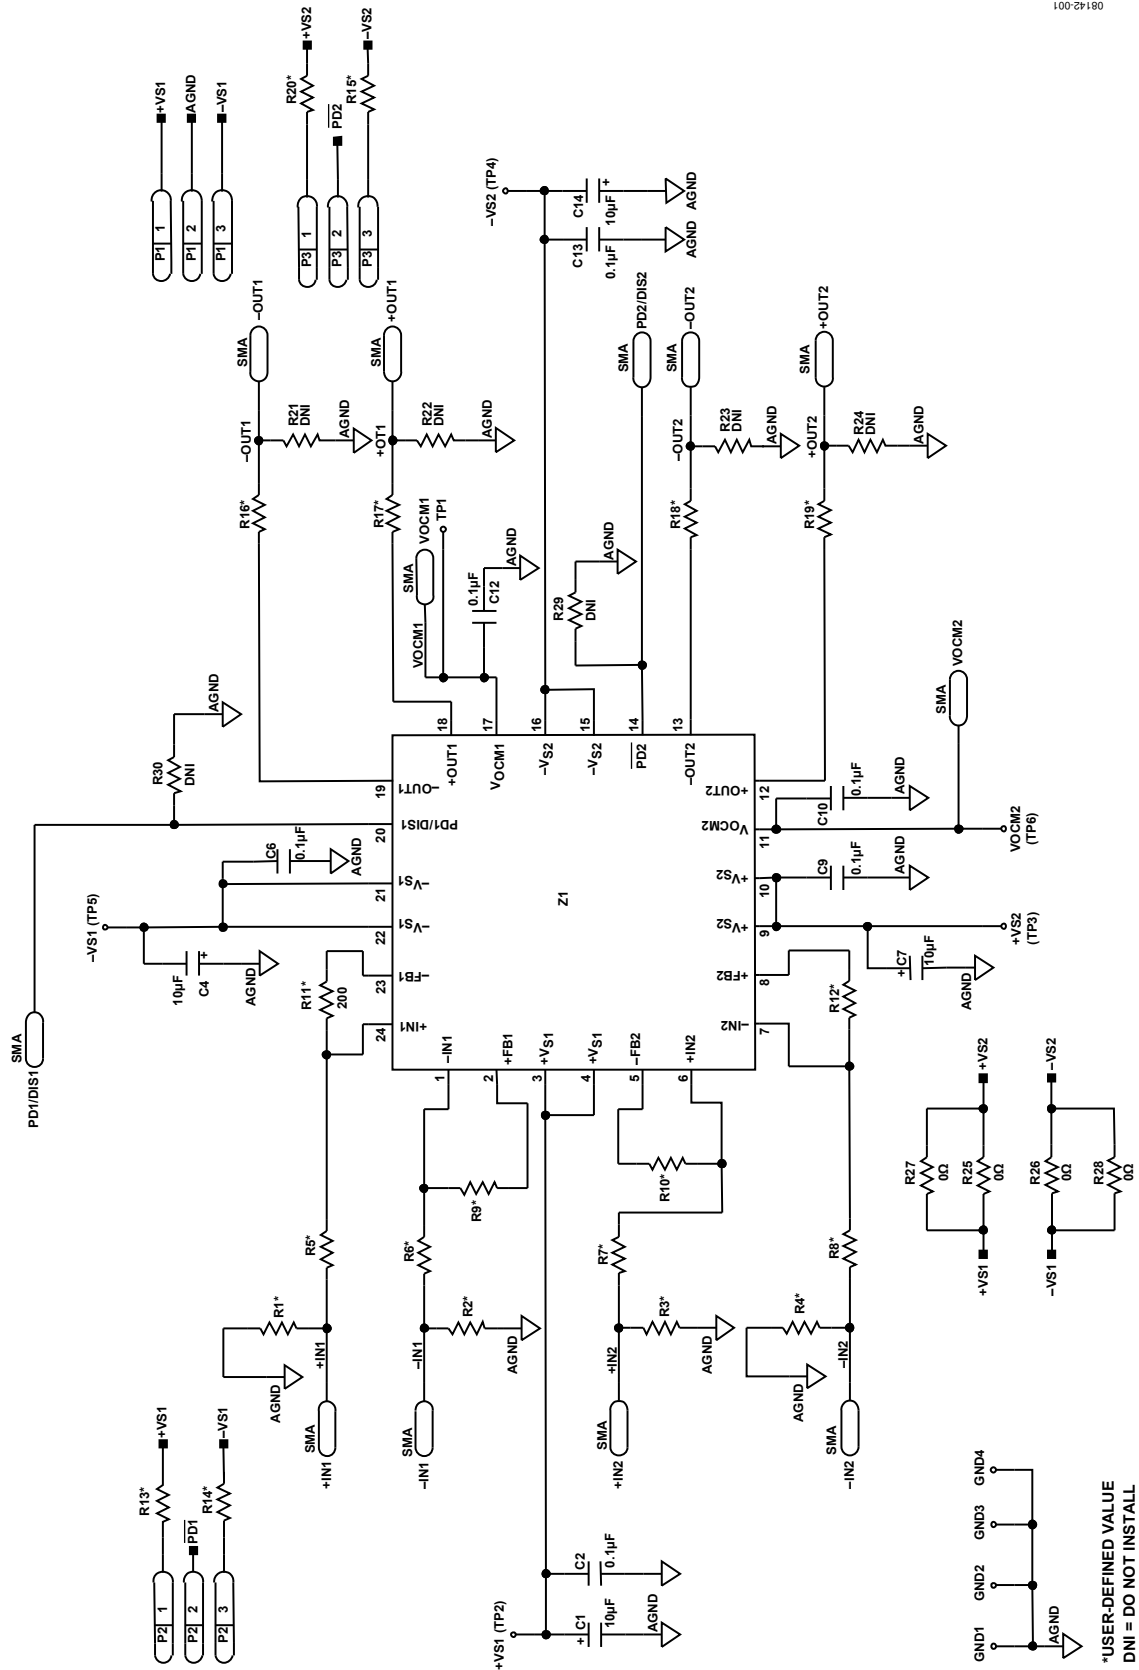 08142-001
P1 1
+VS1
P1 2
AGND
P1 3
–VS1
P3 1
R20*
+VS2
P3 2
PD2
P3 3
R15*
–VS2
SMA
PD1/DIS1
R30
DNI
AGND
R16*
–OUT1
R21
DNI
AGND
SMA
–OUT1
R17*
+OT1
R22
DNI
AGND
SMA
+OUT1
VOCM1
SMA
VOCM1
TP1
0.1µF
C12
AGND
–VS2 (TP4)
C13
0.1µF
AGND
C14
10µF
+
AGND
R29
DNI
AGND
SMA
PD2/DIS2
R18*
–OUT2
R23
DNI
AGND
SMA
–OUT2
R19*
+OUT2
R24
DNI
AGND
SMA
+OUT2
–VS1 (TP5)
10µF
C4
+
AGND
C6
0.1µF
AGND
R11*
200
Z1
24
+IN1
23
–FB1
22
–VS1
21
–VS1
20
PD1/DIS1
19
–OUT1
18
+OUT1
17
VOCM1
16
–VS2
15
–VS2
14
PD2
13
–OUT2
1
–IN1
2
+FB1
3
+VS1
4
+VS1
5
–FB2
6
+IN2
7
–IN2
8
+FB2
9
+VS2
10
+VS2
11
VOCM2
12
+OUT2
C10
0.1µF
AGND
SMA
VOCM2
VOCM2
(TP6)
C9
0.1µF
AGND
+VS2
(TP3)
+ C7
10µF
AGND
R12*
P2 1
R13*
+VS1
P2 2
PD1
P2 3
R14*
–VS1
SMA
+IN1
+IN1
R1*
AGND
R5*
SMA
–IN1
–IN1
R2*
AGND
R6*
R9*
+VS1 (TP2)
+ C1
10µF
AGND
C2
0.1µF
SMA
+IN2
+IN2
R3*
AGND
R7*
R10*
SMA
–IN2
–IN2
R4*
AGND
R8*
+VS1
R27
0Ω
R25
0Ω
+VS2
–VS1
R26
0Ω
R28
0Ω
–VS2
GND1
GND2
GND3
GND4
AGND
*USER-DEFINED VALUE
DNI = DO NOT INSTALL